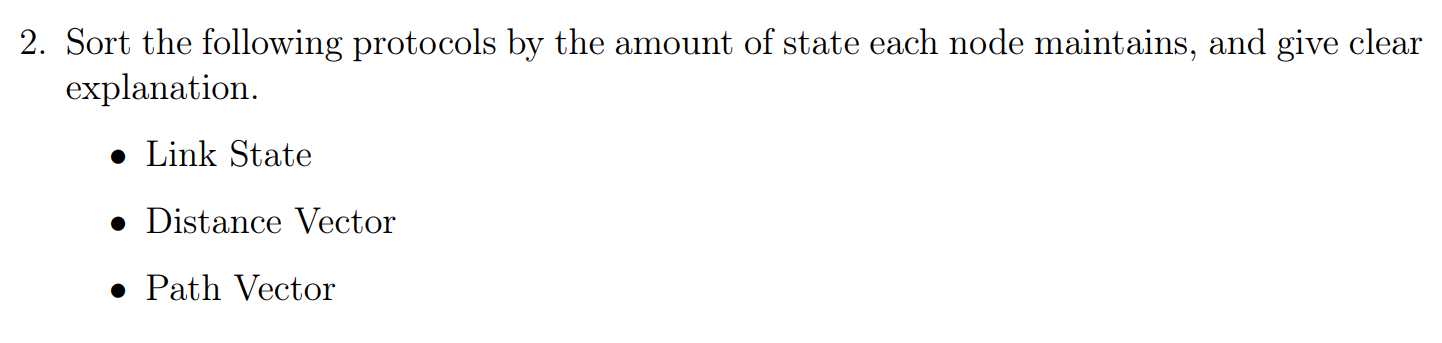 2. Sort the following protocols by the amount of state each node maintains, and give clear
explanation.
• Link State
• Distance Vector
• Path Vector